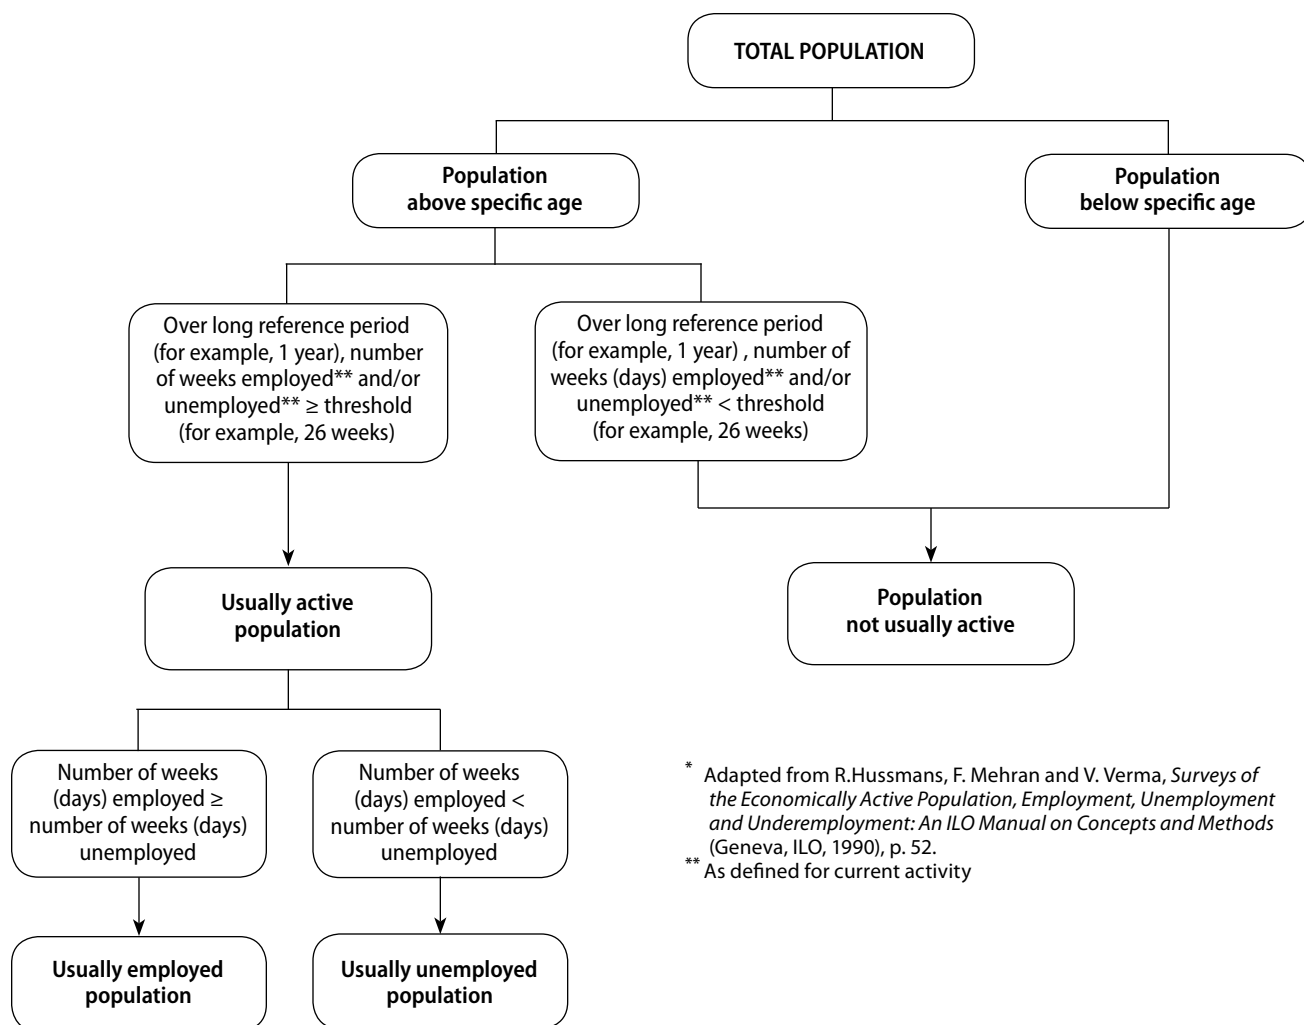 TOTAL POPULATION
Population
above specific age
Population
below specific age
Over long reference period
(for example, 1 year), number
of weeks employed** and/or
unemployed** ≥ threshold
(for example, 26 weeks)
Over long reference period
(for example, 1 year) , number of
weeks (days) employed** and/or
unemployed** < threshold
(for example, 26 weeks)
Usually active
population
Population
not usually active
Number of weeks
(days) employed ≥
number of weeks (days)
unemployed
Number of weeks
(days) employed <
number of weeks (days)
unemployed
Usually employed
population
Usually unemployed
population
* Adapted from R.Hussmans, F. Mehran and V. Verma, Surveys of
the Economically Active Population, Employment, Unemployment
and Underemployment: An ILO Manual on Concepts and Methods
(Geneva, ILO, 1990), p. 52.
** As defined for current activity